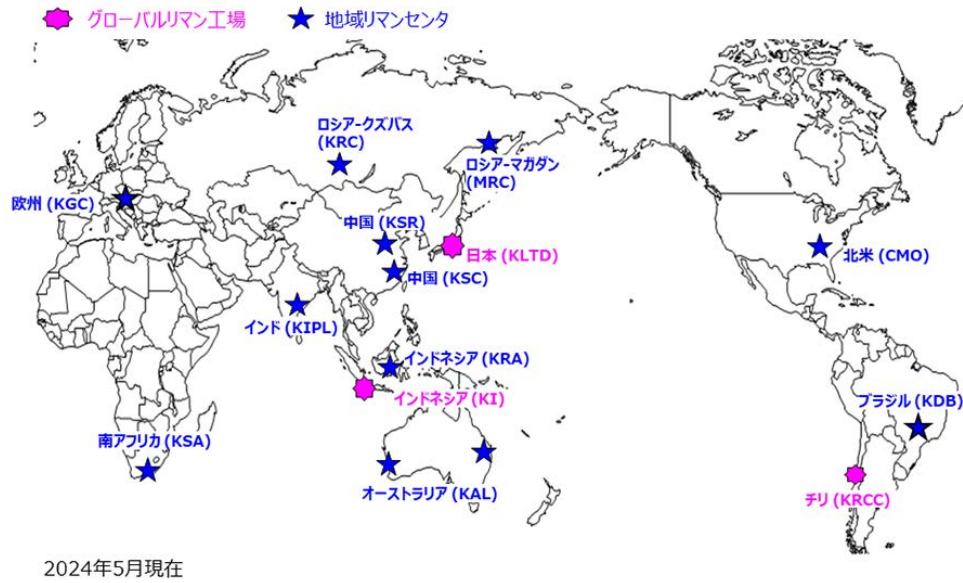 グローバルリマン工場 地域リマンセンタ
ロシア-クズバス
(KRC)
ロシア-マガダン
(MRC)
欧州 (KGC)
中国 (KSR)
日本 (KLTD)
北米 (CMO)
中国 (KSC)
インド (KIPL)
インドネシア (KRA)
インドネシア (KI)
ブラジル (KDB)
南アフリカ (KSA)
オーストラリア (KAL)
チリ (KRCC)
2024年5月現在